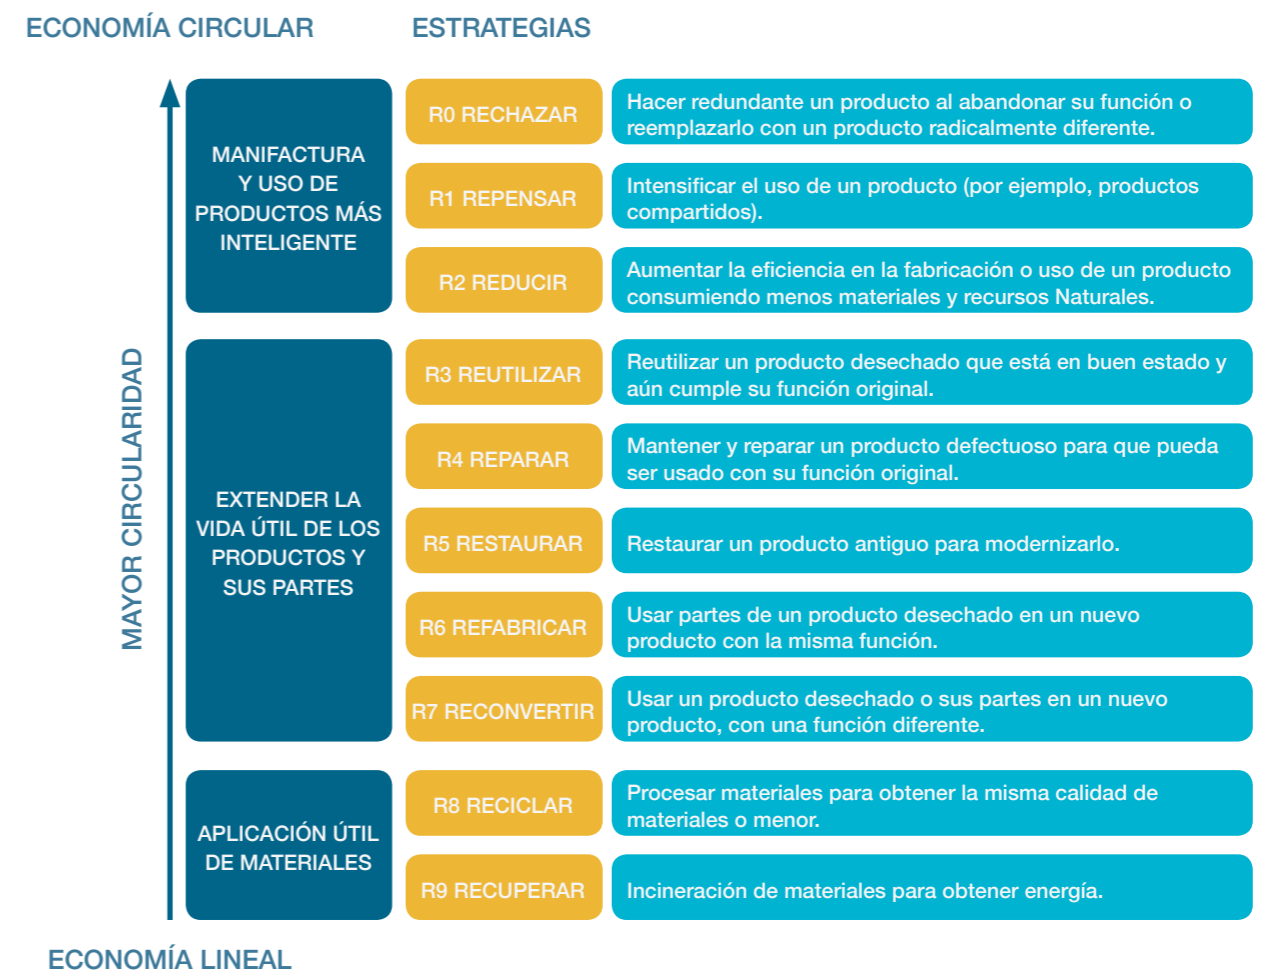 ECONOMÍA CIRCULAR
ESTRATEGIAS
MAYOR CIRCULARIDAD
MANIFACTURA
Y USO DE
PRODUCTOS MÁS
INTELIGENTE
R0 RECHAZAR
Hacer redundante un producto al abandonar su función o
reemplazarlo con un producto radicalmente diferente.
R1 REPENSAR
Intensificar el uso de un producto (por ejemplo, productos
compartidos).
R2 REDUCIR
Aumentar la eficiencia en la fabricación o uso de un producto
consumiendo menos materiales y recursos Naturales.
EXTENDER LA
VIDA ÚTIL DE LOS
PRODUCTOS Y
SUS PARTES
R3 REUTILIZAR
Reutilizar un producto desechado que está en buen estado y
aún cumple su función original.
R4 REPARAR
Mantener y reparar un producto defectuoso para que pueda
ser usado con su función original.
R5 RESTAURAR
Restaurar un producto antiguo para modernizarlo.
R6 REFABRICAR
Usar partes de un producto desechado en un nuevo
producto con la misma función.
R7 RECONVERTIR
Usar un producto desechado o sus partes en un nuevo
producto, con una función diferente.
APLICACIÓN ÚTIL
DE MATERIALES
R8 RECICLAR
Procesar materiales para obtener la misma calidad de
materiales o menor.
R9 RECUPERAR
Incineración de materiales para obtener energía.
ECONOMÍA LINEAL